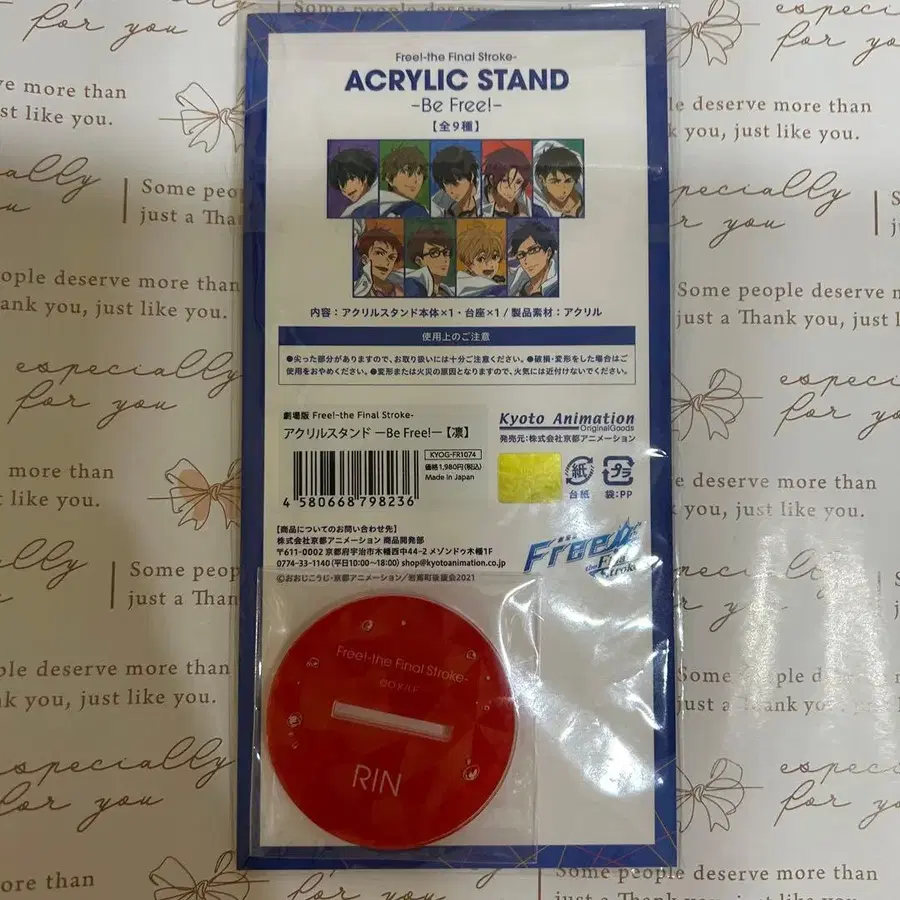 Free!-the Final Stroke-
ACRYLIC STAND
-Be Free!-
【全9種】
内容：アクリルスタンド本体×1・台座×1 / 製品素材：アクリル
使用上のご注意
●尖った部分がありますので、お取り扱いには十分ご注意ください。●破損・変形をした場合はご
使用をおやめください。●変形または火災の原因となりますので、火気には近付けないでください。
劇場版 Free!-the Final Stroke-
アクリルスタンド ーBe Free!ー【凛】
KYOG-FR1074
価格1,980円(税込)
Made in Japan
4 580668 798236
Kyoto Animation
OriginalGoods
発売元：株式会社京都アニメーション
紙
台紙
プラ
袋：PP
【商品についてのお問い合わせ先】
株式会社京都アニメーション 商品開発部
〒611-0002 京都府宇治市木幡西中44-2 メゾンドゥ木幡1F
0774-33-1140(平日10:00〜18:00) shop@kyotoanimation.co.jp
©おおじこうじ・京都アニメーション/岩鳶町後援会2021
Free!
the Final Stroke
Free!-the Final Stroke-
RIN
especially
for you
Some people deserve more than
just a Thank you, just like you.